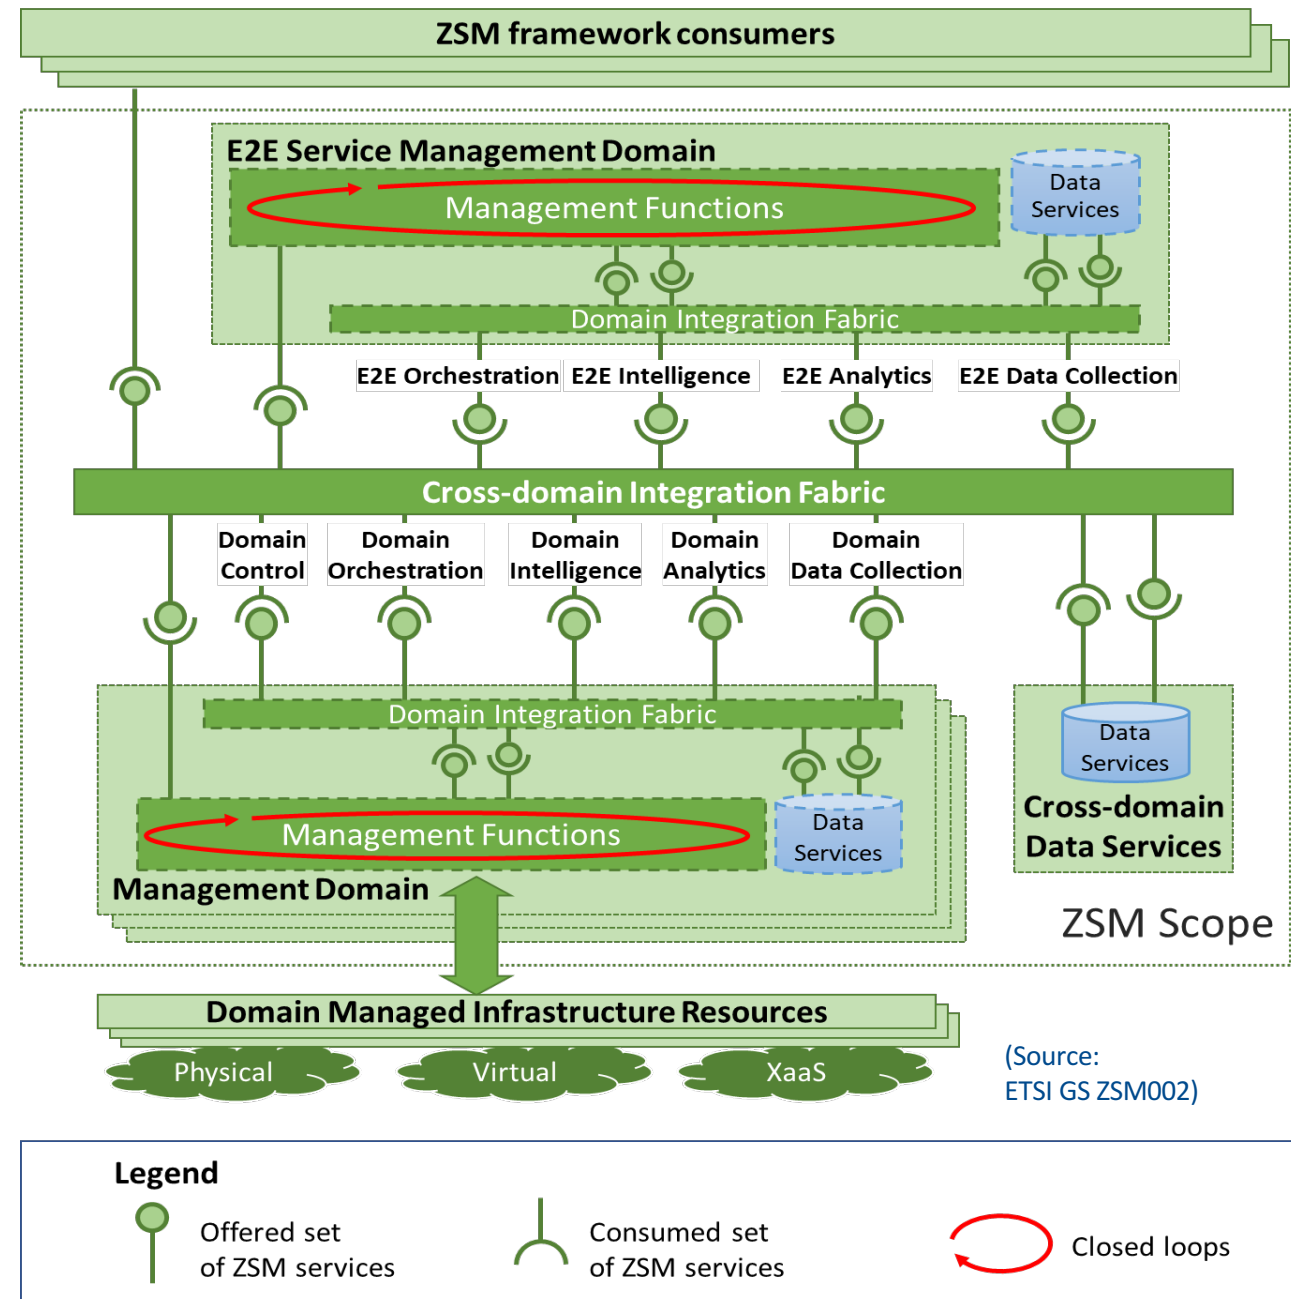 ZSM framework consumers
E2E Service Management Domain
Management Functions
Data
Services
Domain Integration Fabric
E2E Orchestration
E2E Intelligence
E2E Analytics
E2E Data Collection
Cross-domain Integration Fabric
Domain
Control
Domain
Orchestration
Domain
Intelligence
Domain
Analytics
Domain
Data Collection
Domain Integration Fabric
Management Functions
Data
Services
Management Domain
Data
Services
Cross-domain
Data Services
ZSM Scope
Domain Managed Infrastructure Resources
Physical
Virtual
XaaS
(Source:
ETSI GS ZSM002)
Legend
Offered set
of ZSM services
Consumed set
of ZSM services
Closed loops